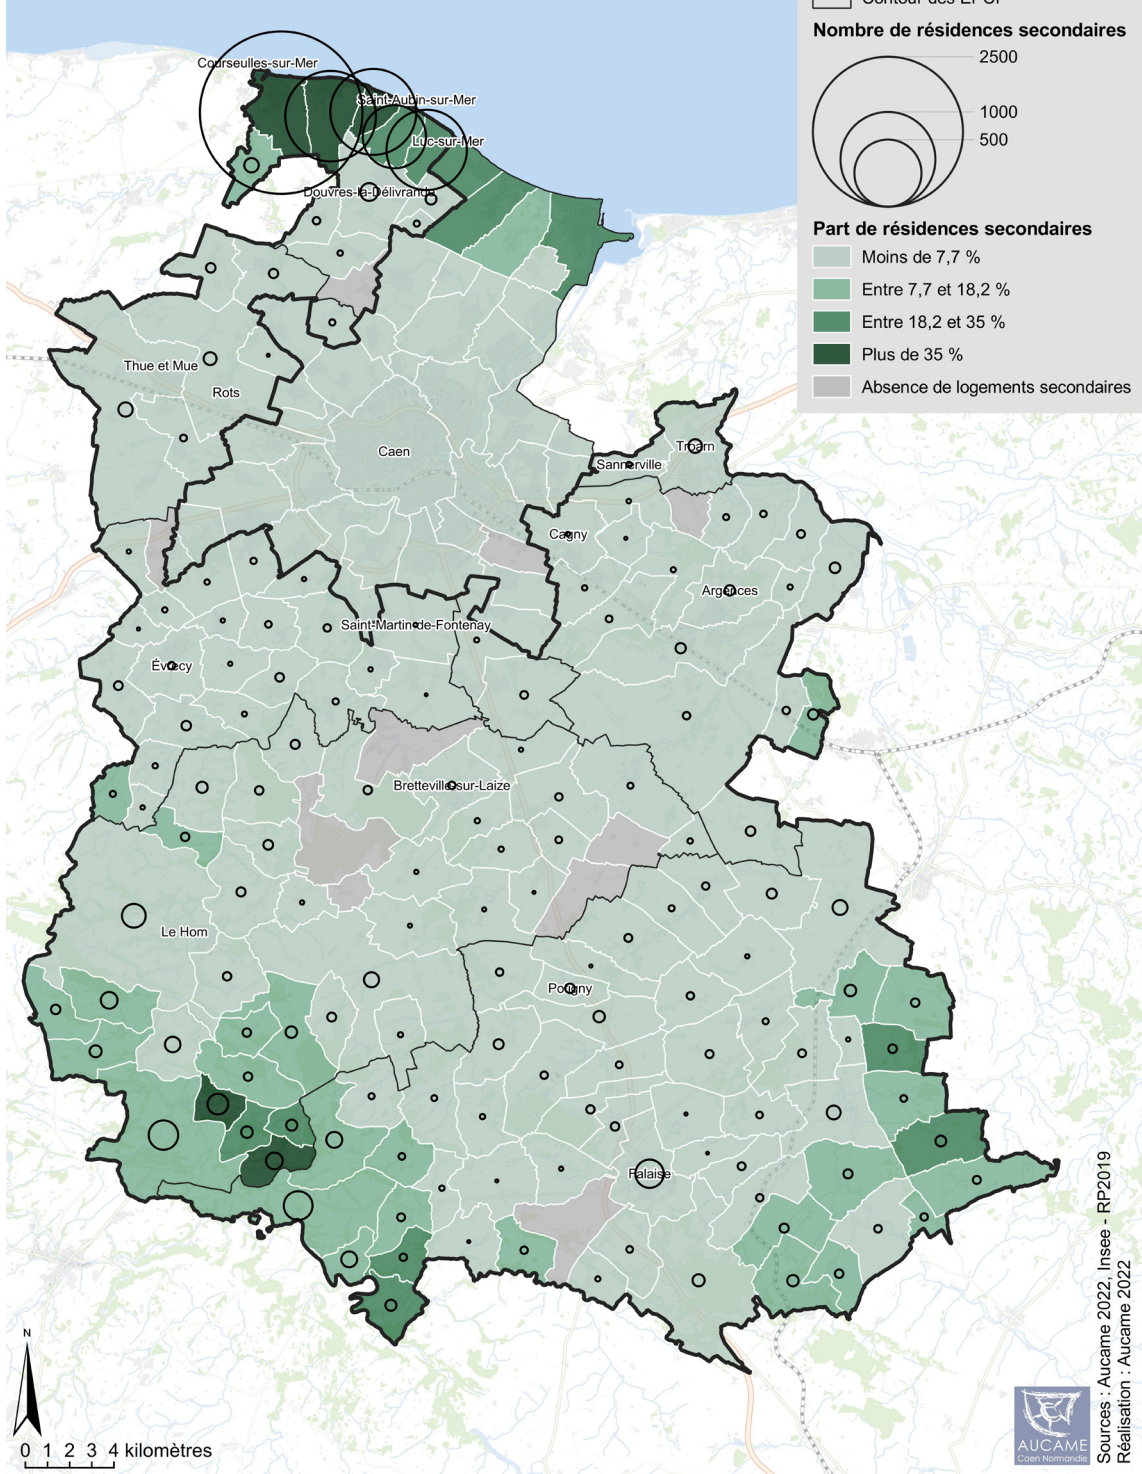 Contour des EPCI
Nombre de résidences secondaires
2500
1000
500
Part de résidences secondaires
Moins de 7,7 %
Entre 7,7 et 18,2 %
Entre 18,2 et 35 %
Plus de 35 %
Absence de logements secondaires
Courseulles-sur-Mer
Saint-Aubin-sur-Mer
Luc-sur-Mer
Douvres-la-Délivrande
Thue et Mue
Rots
Caen
Troarn
Sannerville
Cagny
Argences
Saint-Martin-de-Fontenay
Évrecy
Bretteville-sur-Laize
Le Hom
Potigny
Falaise
N
0 1 2 3 4 kilomètres
AUCAME
Caen Normandie
Sources : Aucame 2022, Insee - RP2019
Réalisation : Aucame 2022